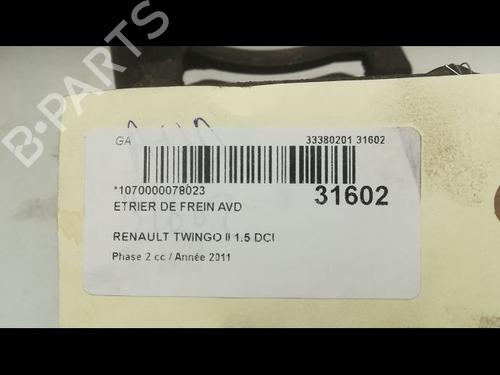 B-PARTS
GA
33380201 31602
*1070000078023
31602
ETRIER DE FREIN AVD
RENAULT TWINGO II 1.5 DCI
Phase 2 cc / Année 2011